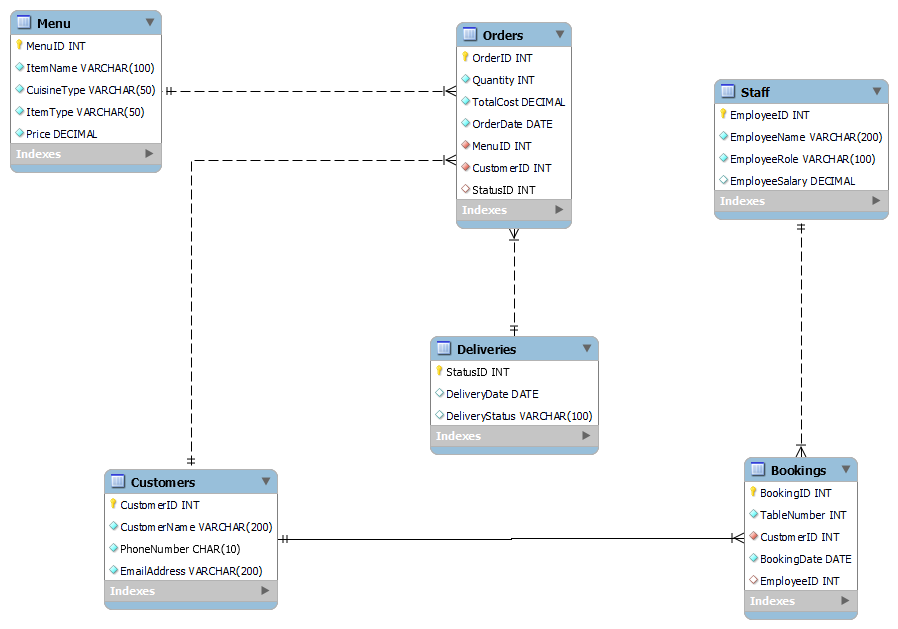 Menu
MenuID INT
ItemName VARCHAR(100)
CuisineType VARCHAR(50)
ItemType VARCHAR(50)
Price DECIMAL
Indexes
Orders
OrderID INT
Quantity INT
TotalCost DECIMAL
OrderDate DATE
MenuID INT
CustomerID INT
StatusID INT
Indexes
Staff
EmployeeID INT
EmployeeName VARCHAR(200)
EmployeeRole VARCHAR(100)
EmployeeSalary DECIMAL
Indexes
Deliveries
StatusID INT
DeliveryDate DATE
DeliveryStatus VARCHAR(100)
Indexes
Customers
CustomerID INT
CustomerName VARCHAR(200)
PhoneNumber CHAR(10)
EmailAddress VARCHAR(200)
Indexes
Bookings
BookingID INT
TableNumber INT
CustomerID INT
BookingDate DATE
EmployeeID INT
Indexes